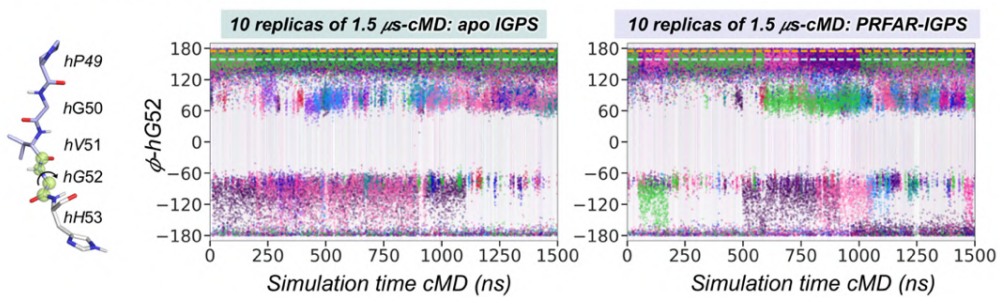 10 replicas of 1.5 μs-cMD: apo IGPS
10 replicas of 1.5 μs-cMD: PRFAR-IGPS
hP49
hG50
hV51
hG52
hH53
ϕ-hG52
180
120
60
0
−60
−120
−180
0 250 500 750 1000 1250 1500
Simulation time cMD (ns)
180
120
60
0
−60
−120
−180
0 250 500 750 1000 1250 1500
Simulation time cMD (ns)